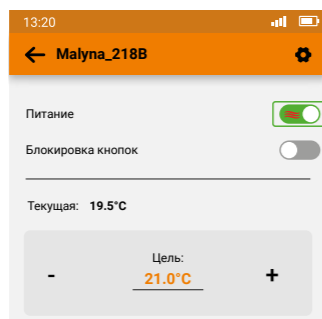 13:20
Malyna_218B
Питание
Блокировка кнопок
Текущая: 19.5°C
Цель:
- 21.0°C +